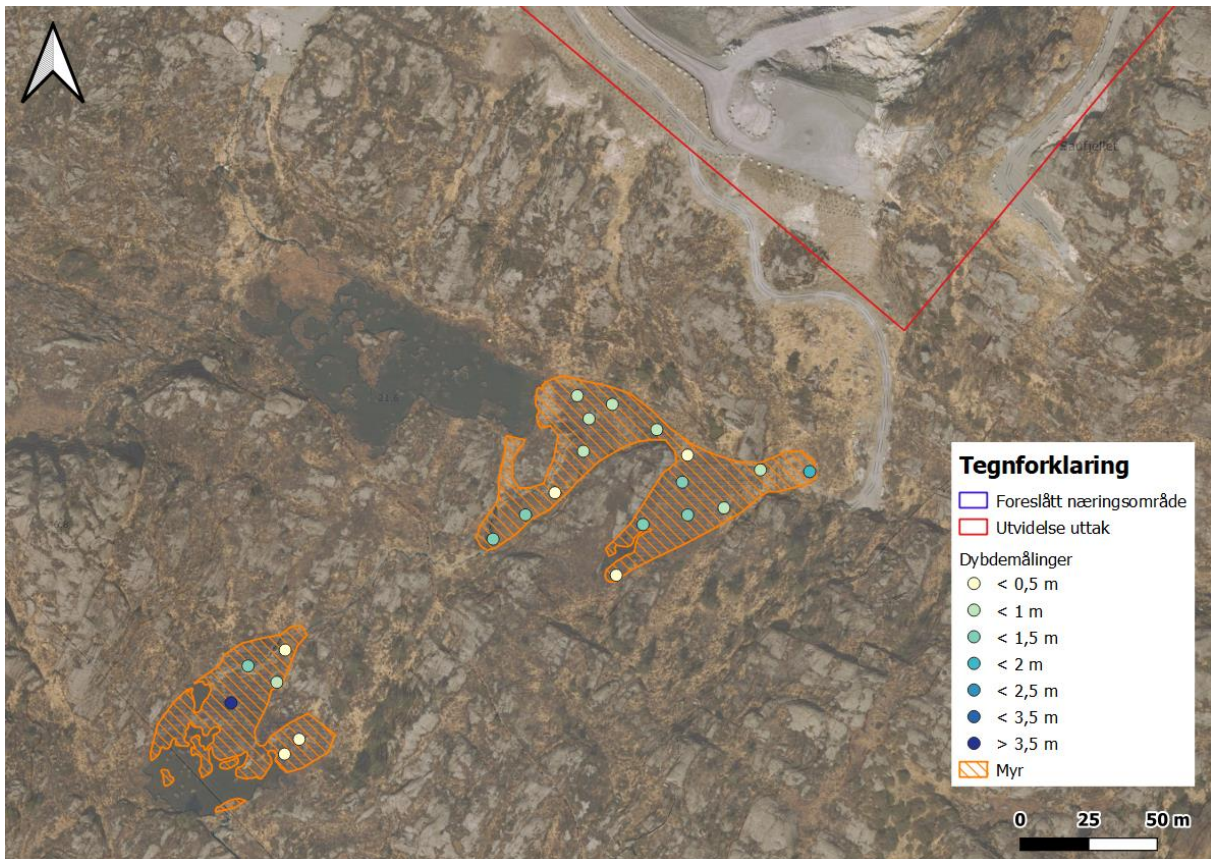 Tegnforklaring
Foreslått næringsområde
Utvidelse uttak
Dybdemålinger
< 0,5 m
< 1 m
< 1,5 m
< 2 m
< 2,5 m
< 3,5 m
> 3,5 m
Myr
0 25 50 m